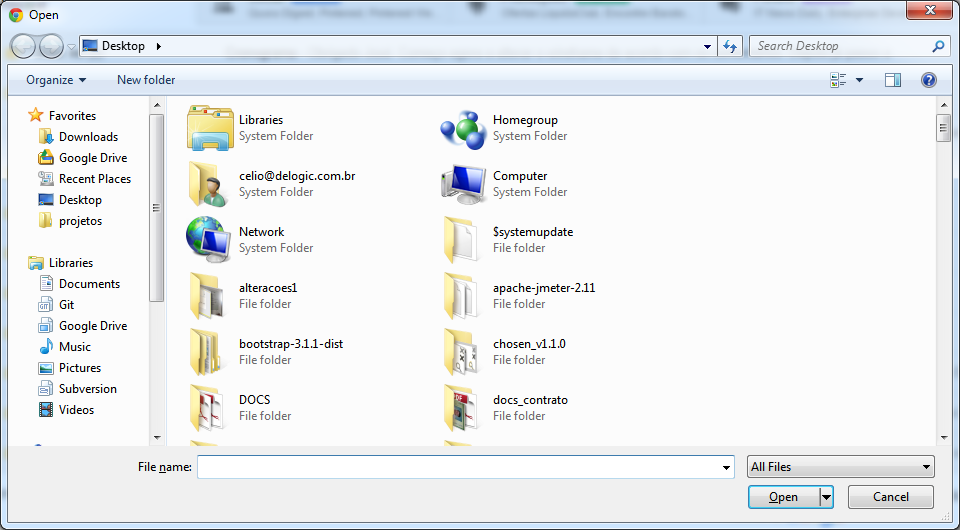 Open
Desktop
Search Desktop
Organize
New folder
Favorites
Downloads
Google Drive
Recent Places
Desktop
projetos
Libraries
Documents
Git
Google Drive
Music
Pictures
Subversion
Videos
Libraries
System Folder
Homegroup
System Folder
celio@delogic.com.br
System Folder
Computer
System Folder
Network
System Folder
$systemupdate
File folder
alteracoes1
File folder
apache-jmeter-2.11
File folder
bootstrap-3.1.1-dist
File folder
chosen_v1.1.0
File folder
DOCS
File folder
docs_contrato
File folder
File name:
All Files
Open
Cancel